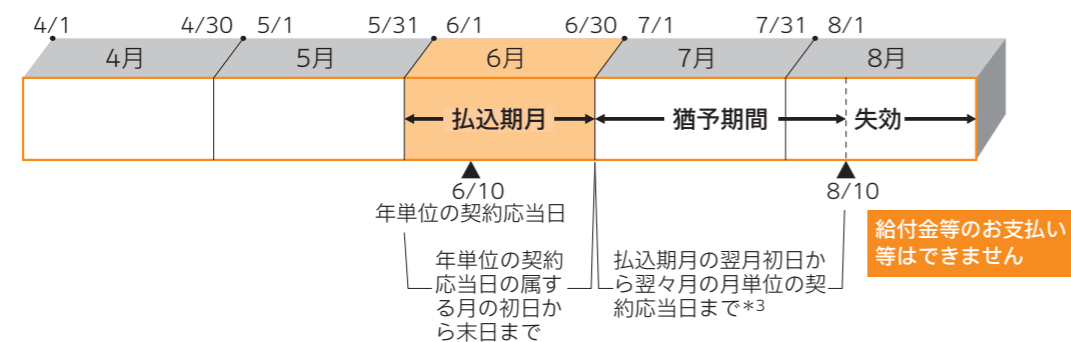 4/1 4/30 5/1 5/31 6/1 6/30 7/1 7/31 8/1
4月 5月 6月 7月 8月
払込期月 猶予期間 失効
6/10
年単位の契約応当日
8/10
給付金等のお支払い
等はできません
年単位の契約
応当日の属す
る月の初日か
ら末日まで
払込期月の翌月初日か
ら翌々月の月単位の契
約応当日まで*3